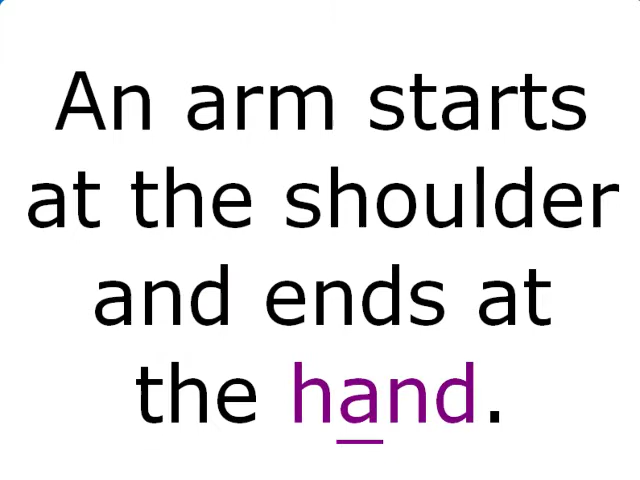 An arm starts
at the shoulder
and ends at
the hand.